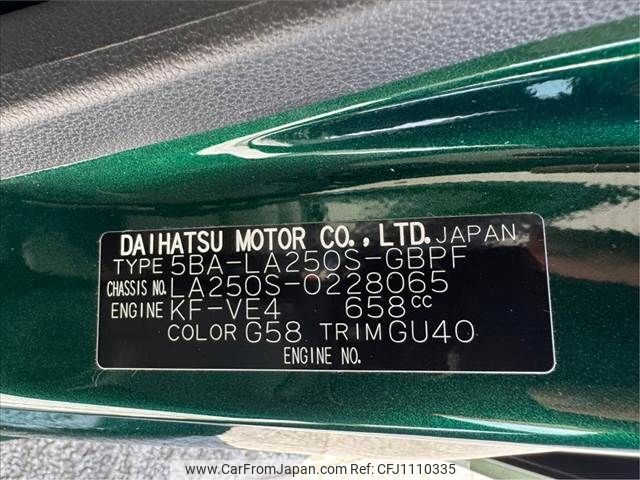 DAIHATSU MOTOR CO., LTD. JAPAN
TYPE 5BA-LA250S-GBPF
CHASSIS NO. LA250S-0228065
ENGINE KF-VE4 658cc
COLOR G58 TRIM GU40
ENGINE NO.
www.CarFromJapan.com Ref: CFJ1110335